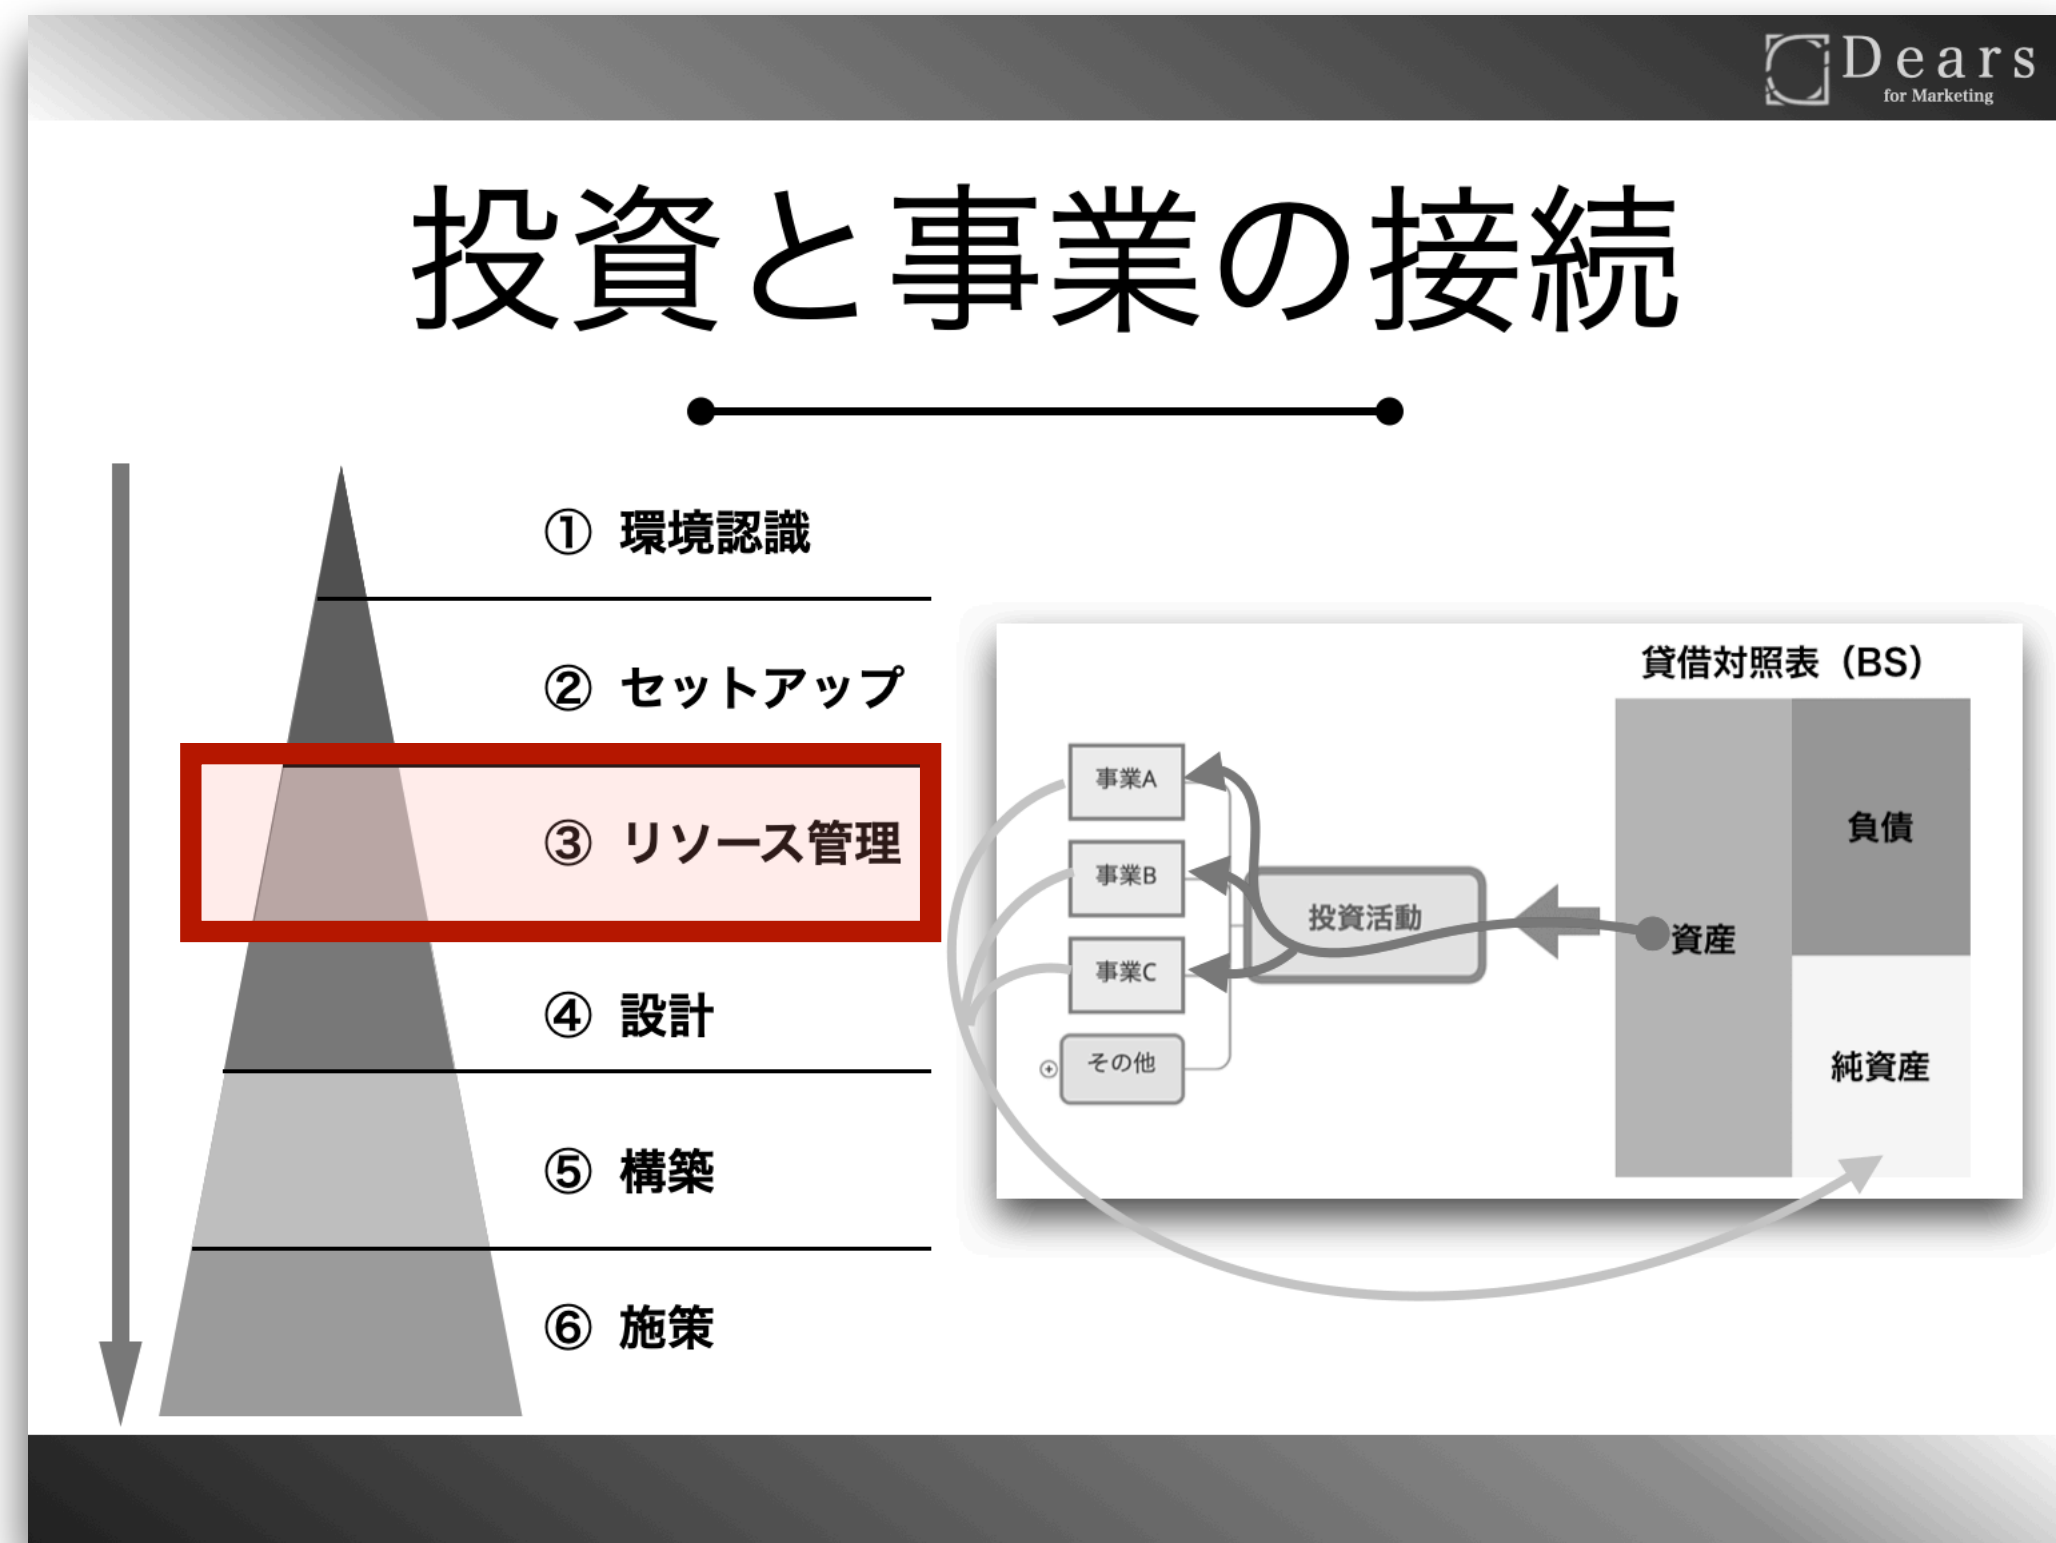 Dears
for Marketing
投資と事業の接続
① 環境認識
② セットアップ
③ リソース管理
④ 設計
⑤ 構築
⑥ 施策
貸借対照表（BS）
事業A
事業B
事業C
その他
投資活動
資産
負債
純資産